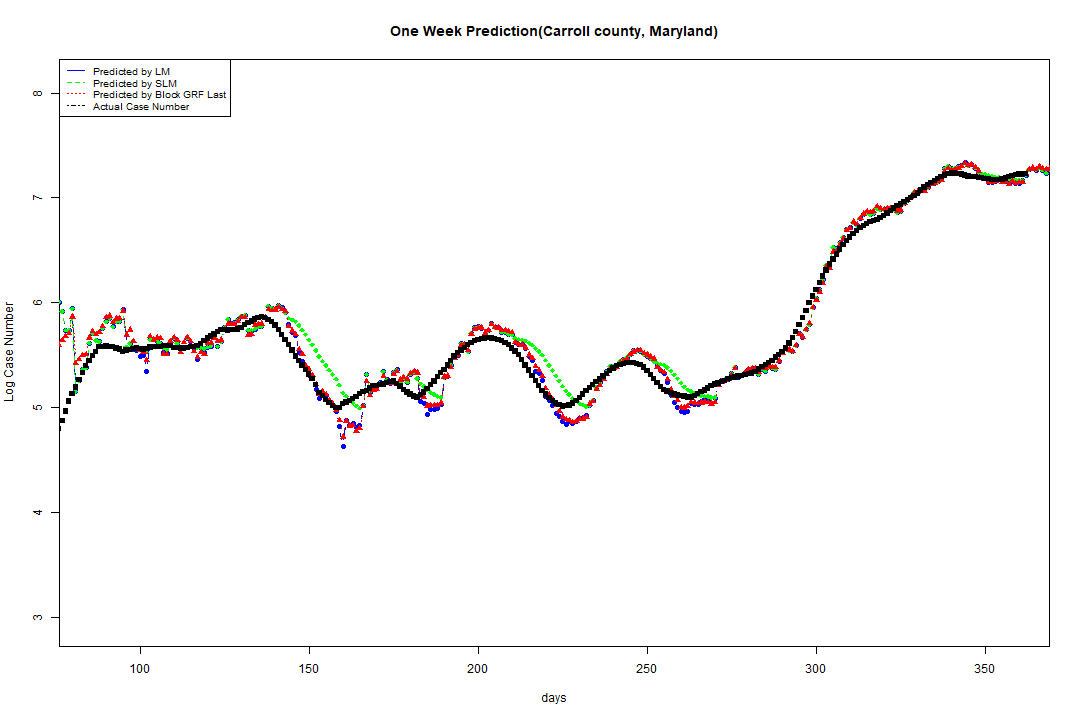 One Week Prediction(Carroll county, Maryland)
Predicted by LM
Predicted by SLM
Predicted by Block GRF Last
Actual Case Number
8
7
6
5
4
3
Log Case Number
100 150 200 250 300 350
days